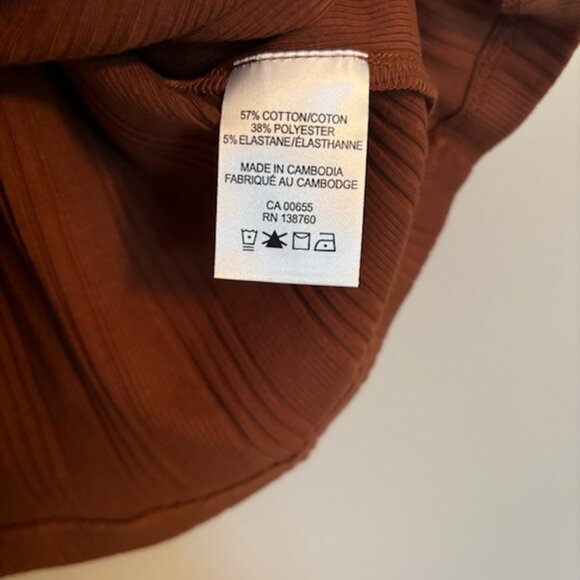 57% COTTON/COTON
38% POLYESTER
5% ELASTANE/ÉLASTHANNE
MADE IN CAMBODIA
FABRIQUÉ AU CAMBODGE
CA 00655
RN 138760